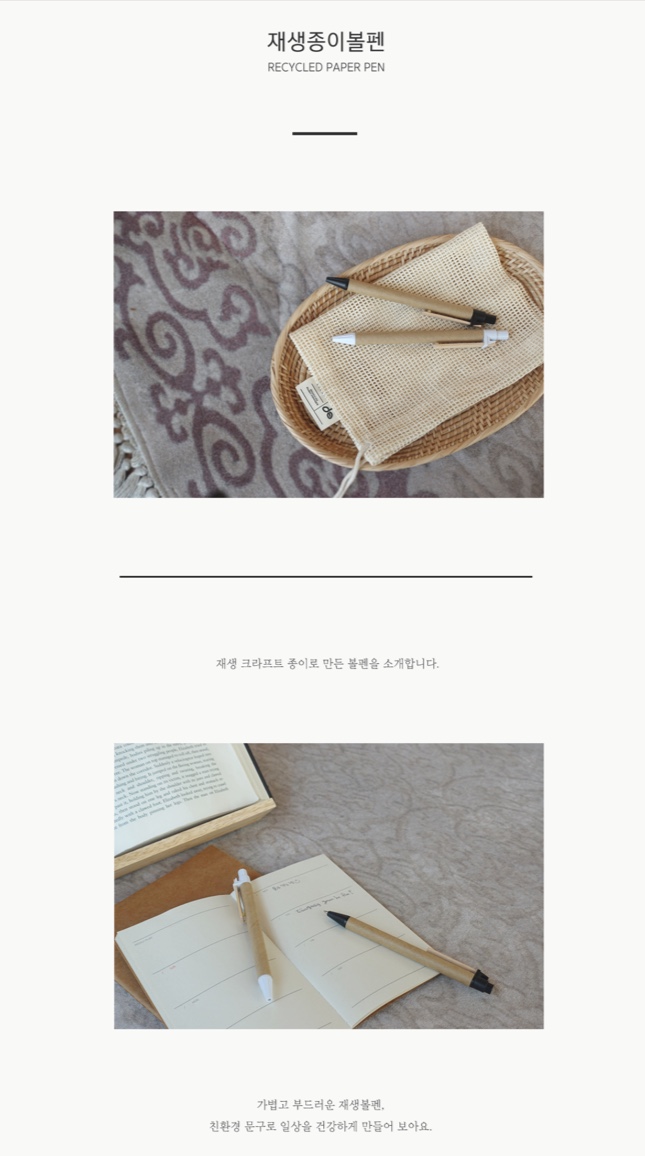 재생종이볼펜
RECYCLED PAPER PEN
재생 크라프트 종이로 만든 볼펜을 소개합니다.
가볍고 부드러운 재생볼펜,
친환경 문구로 일상을 건강하게 만들어 보아요.